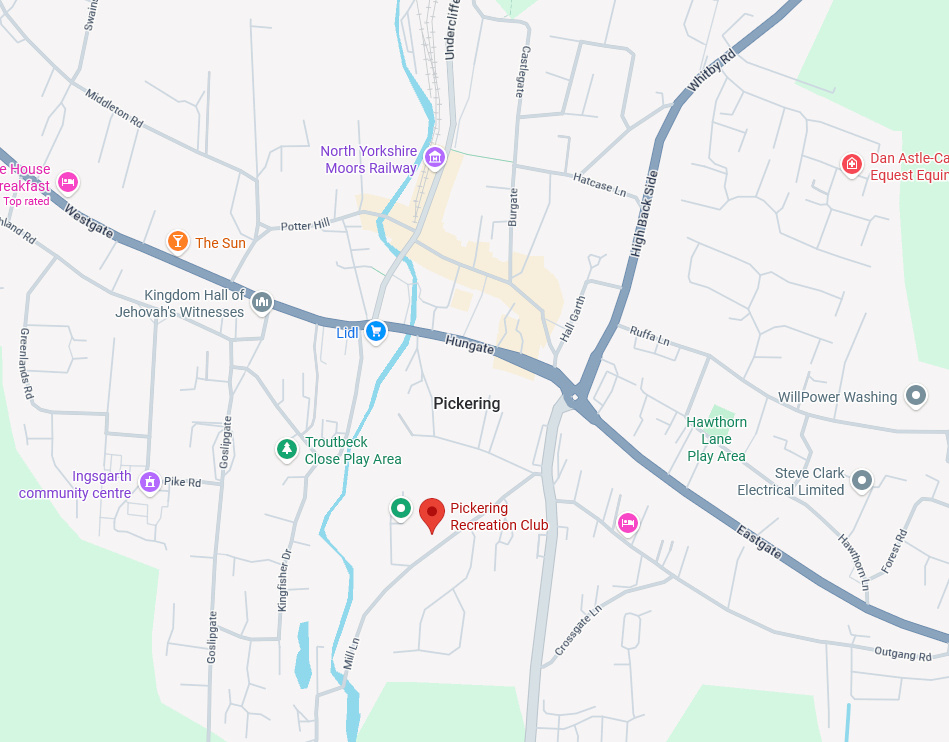 Swains
Undercliffe
Castlegate
Whitby Rd
Middleton Rd
North Yorkshire
Moors Railway
Dan Astle-Ca
Equest Equin
e House
reakfast
Top rated
Hatcase Ln
Burgate
High Back Side
Westgate
hland Rd
Potter Hill
The Sun
Kingdom Hall of
Jehovah's Witnesses
Lidl
Hungate
Hall Garth
Ruffa Ln
Greenlands Rd
Pickering
WillPower Washing
Hawthorn
Lane
Play Area
Goslipgate
Troutbeck
Close Play Area
Ingsgarth
community centre
Pike Rd
Steve Clark
Electrical Limited
Pickering
Recreation Club
Eastgate
Hawthorn Ln
Forest Rd
Kingfisher Dr
Goslipgate
Mill Ln
Crossgate Ln
Outgang Rd